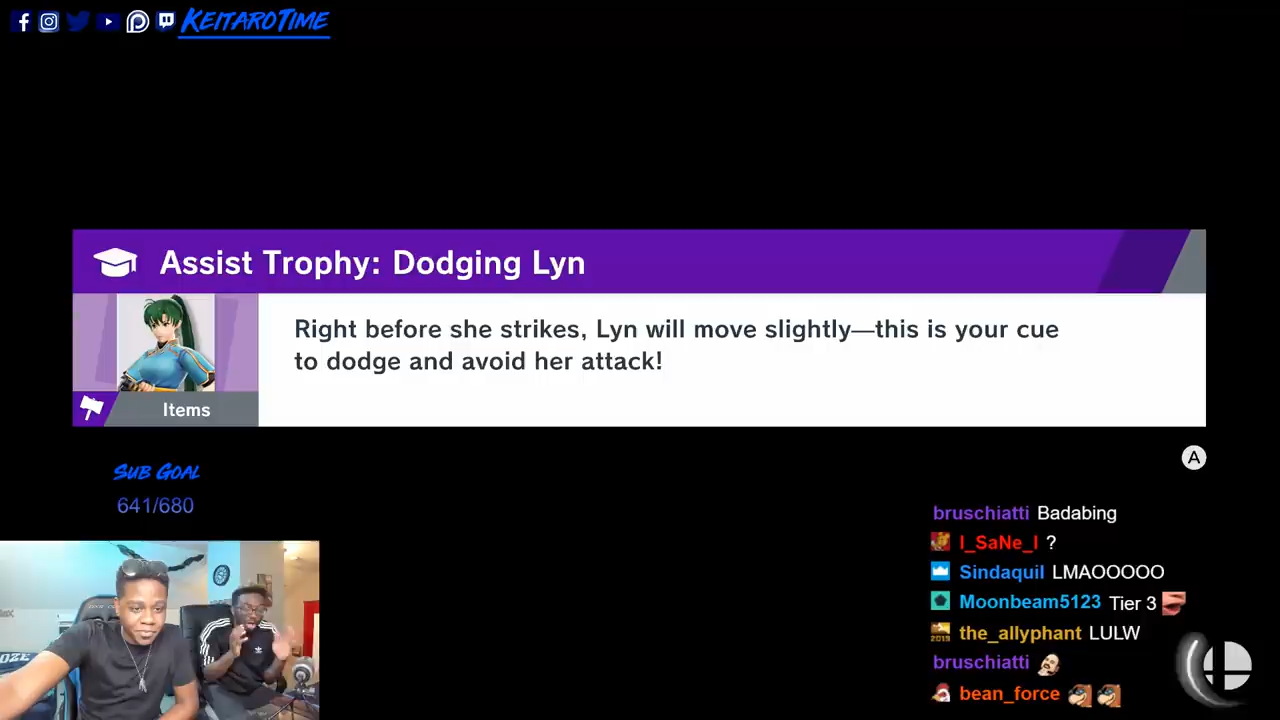 KEITAROTIME
Assist Trophy: Dodging Lyn
Right before she strikes, Lyn will move slightly—this is your cue
to dodge and avoid her attack!
Items
A
SUB GOAL
641/680
bruschiatti Badabing
I_SaNe_I ?
Sindaquil LMAOOOOO
Moonbeam5123 Tier 3
the_allyphant LULW
bruschiatti
bean_force